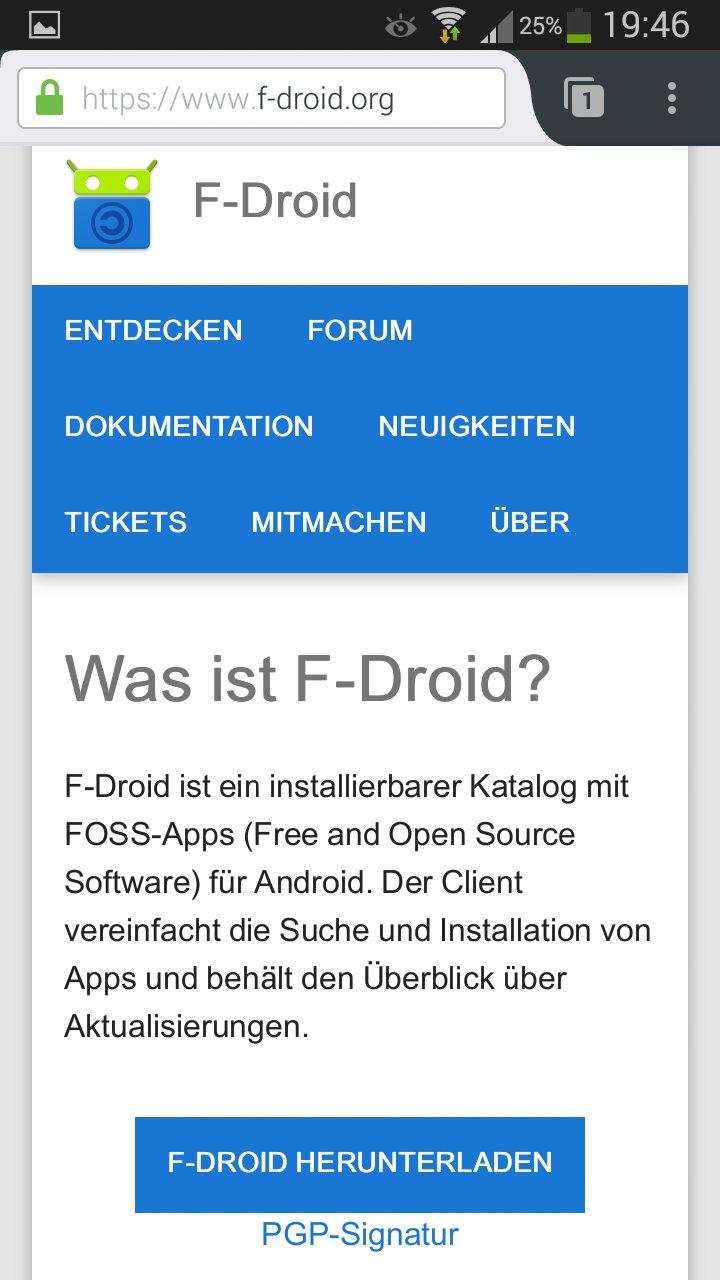 25% 19:46
https://www.f-droid.org 1
F-Droid
ENTDECKEN FORUM
DOKUMENTATION NEUIGKEITEN
TICKETS MITMACHEN ÜBER
Was ist F-Droid?
F-Droid ist ein installierbarer Katalog mit
FOSS-Apps (Free and Open Source
Software) für Android. Der Client
vereinfacht die Suche und Installation von
Apps und behält den Überblick über
Aktualisierungen.
F-DROID HERUNTERLADEN
PGP-Signatur